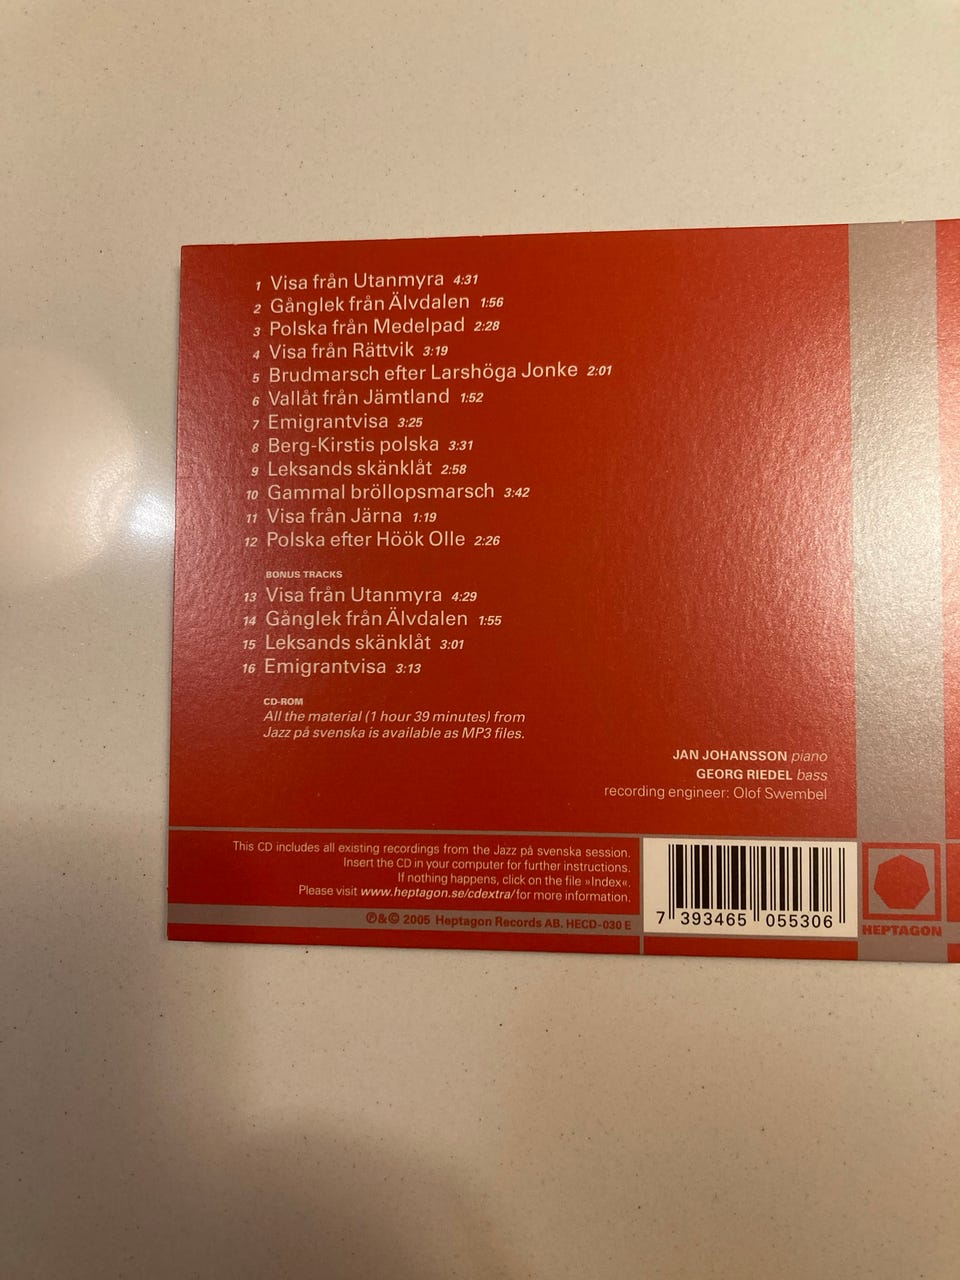 1 Visa från Utanmyra 4:31
2 Gånglek från Älvdalen 1:56
3 Polska från Medelpad 2:28
4 Visa från Rättvik 3:19
5 Brudmarsch efter Larshöga Jonke 2:01
6 Vallåt från Jämtland 1:52
7 Emigrantvisa 3:25
8 Berg-Kirstis polska 3:31
9 Leksands skänklåt 2:58
10 Gammal bröllopsmarsch 3:42
11 Visa från Järna 1:19
12 Polska efter Höök Olle 2:26
BONUS TRACKS
13 Visa från Utanmyra 4:29
14 Gånglek från Älvdalen 1:55
15 Leksands skänklåt 3:01
16 Emigrantvisa 3:13
CD-ROM
All the material (1 hour 39 minutes) from
Jazz på svenska is available as MP3 files.
JAN JOHANSSON piano
GEORG RIEDEL bass
recording engineer: Olof Swembel
This CD includes all existing recordings from the Jazz på svenska session.
Insert the CD in your computer for further instructions.
If nothing happens, click on the file »Index«.
Please visit www.heptagon.se/cdextra/ for more information.
℗&© 2005 Heptagon Records AB. HECD-030 E
7 393465 055306
HEPTAGON